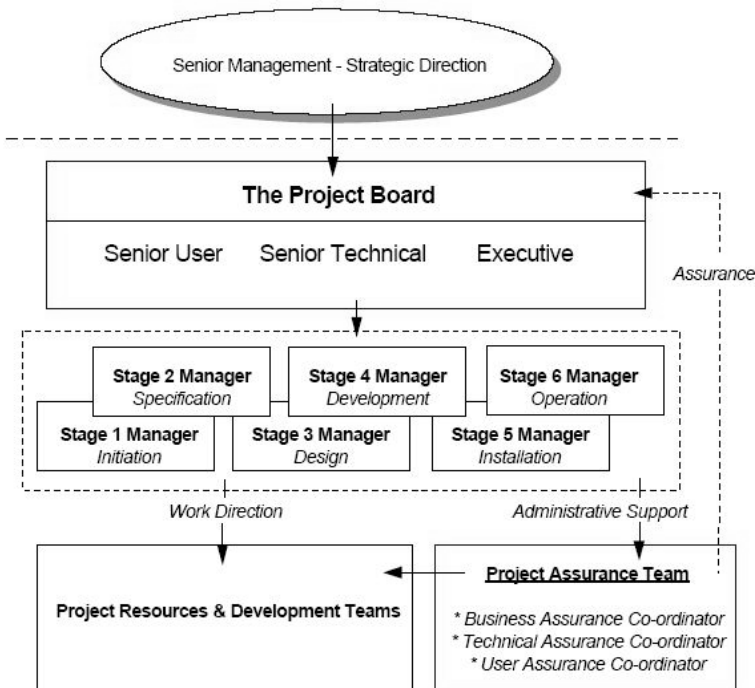 Senior Management - Strategic Direction
The Project Board
Senior User Senior Technical Executive
Assurance
Stage 2 Manager
Specification
Stage 4 Manager
Development
Stage 6 Manager
Operation
Stage 1 Manager
Initiation
Stage 3 Manager
Design
Stage 5 Manager
Installation
Work Direction
Administrative Support
Project Resources & Development Teams
Project Assurance Team
* Business Assurance Co-ordinator
* Technical Assurance Co-ordinator
* User Assurance Co-ordinator